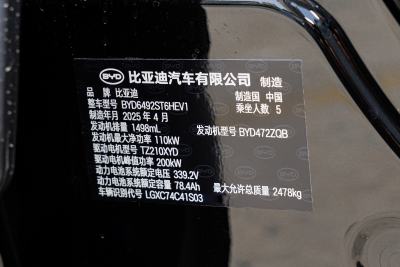 BYD 比亚迪汽车有限公司 制造
品 牌 比亚迪 制造国 中国
整车型号 BYD6492ST6HEV1 乘坐人数 5
制造年月 2025 年 4 月
发动机排量 1498mL 发动机型号 BYD472ZQB
发动机最大净功率 110kW
驱动电机型号 TZ210XYD
驱动电机峰值功率 200kW
动力电池系统额定电压 339.2V
动力电池系统额定容量 78.4Ah 最大允许总质量 2478kg
车辆识别代号 LGXC74C41S03